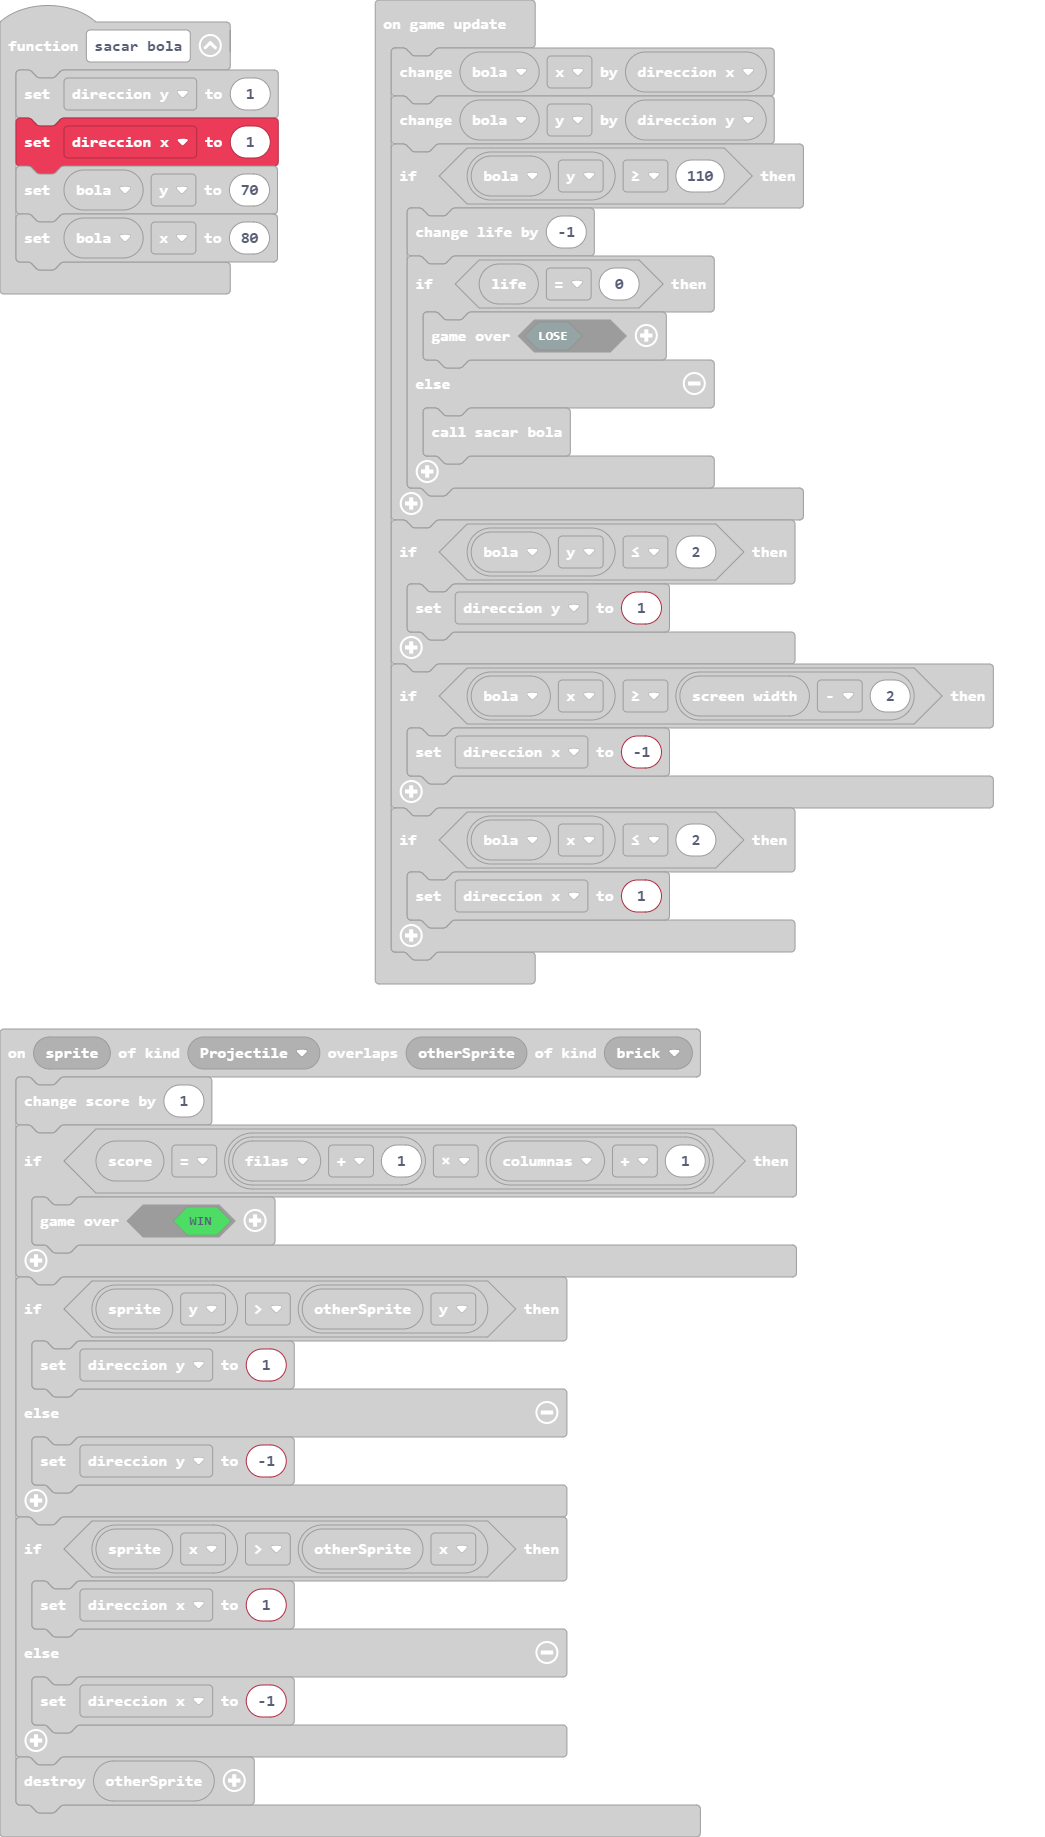 function sacar bola
set direccion y to 1
set direccion x to 1
set bola y to 70
set bola x to 80
on game update
change bola x by direccion x
change bola y by direccion y
if bola y ≥ 110 then
change life by -1
if life = 0 then
game over LOSE
else
call sacar bola
if bola y ≤ 2 then
set direccion y to 1
if bola x ≥ screen width - 2 then
set direccion x to -1
if bola x ≤ 2 then
set direccion x to 1
on sprite of kind Projectile overlaps otherSprite of kind brick
change score by 1
if score = filas + 1 × columnas + 1 then
game over WIN
if sprite y > otherSprite y then
set direccion y to 1
else
set direccion y to -1
if sprite x > otherSprite x then
set direccion x to 1
else
set direccion x to -1
destroy otherSprite